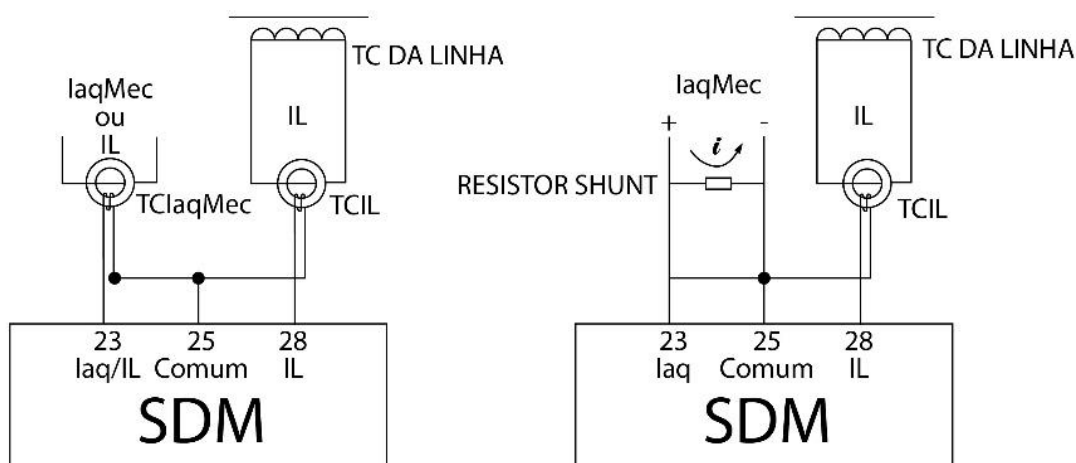 TC DA LINHA
IaqMec
ou
IL
IL
TCIaqMec
TCIL
23
25
28
Iaq/IL
Comum
IL
SDM
TC DA LINHA
IaqMec
+
-
i
IL
RESISTOR SHUNT
TCIL
23
25
28
Iaq
Comum
IL
SDM